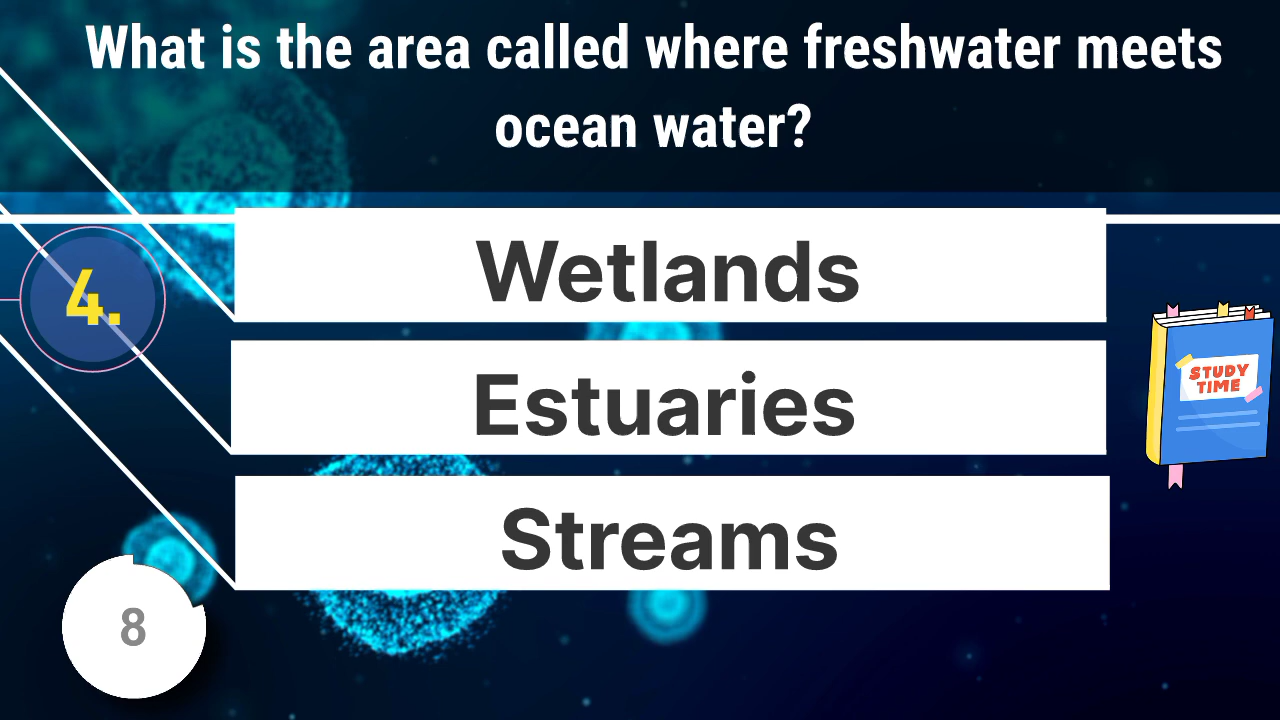 What is the area called where freshwater meets
ocean water?
4.
Wetlands
Estuaries
Streams
STUDY
TIME
8